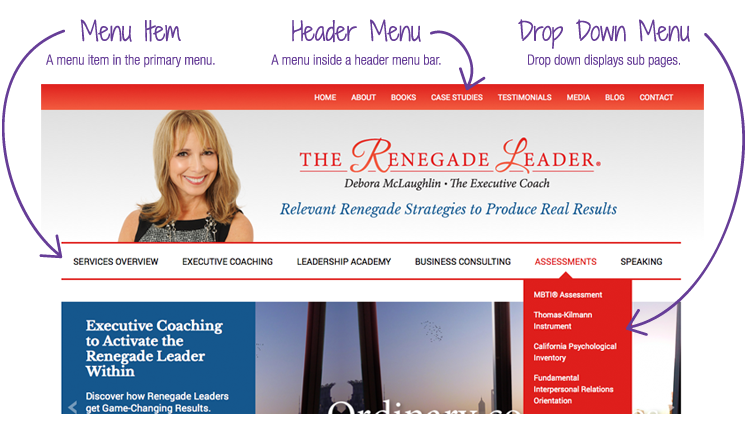 Menu Item
A menu item in the primary menu.
Header Menu
A menu inside a header menu bar.
Drop Down Menu
Drop down displays sub pages.
HOME ABOUT BOOKS CASE STUDIES TESTIMONIALS MEDIA BLOG CONTACT
THE RENEGADE LEADER®
Debora McLaughlin • The Executive Coach
Relevant Renegade Strategies to Produce Real Results
SERVICES OVERVIEW EXECUTIVE COACHING LEADERSHIP ACADEMY BUSINESS CONSULTING ASSESSMENTS SPEAKING
MBTI® Assessment
Thomas-Kilmann
Instrument
California Psychological
Inventory
Fundamental
Interpersonal Relations
Orientation
Executive Coaching
to Activate the
Renegade Leader
Within
Discover how Renegade Leaders
get Game-Changing Results.
Ordinary